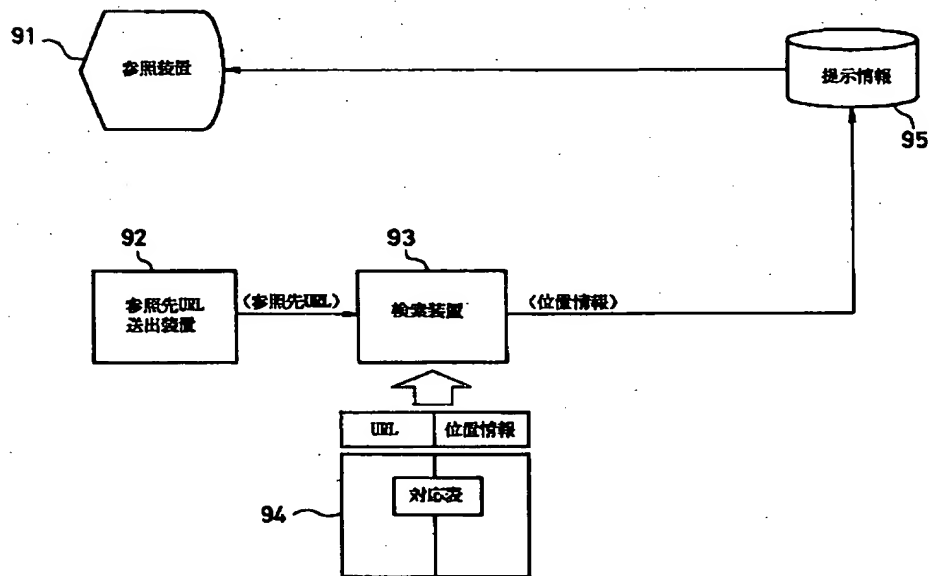 91
参照装置
提示情報
95
92
93
参照先URL
送出装置
(参照先URL)
検索装置
(位置情報)
URL
位置情報
対応表
94